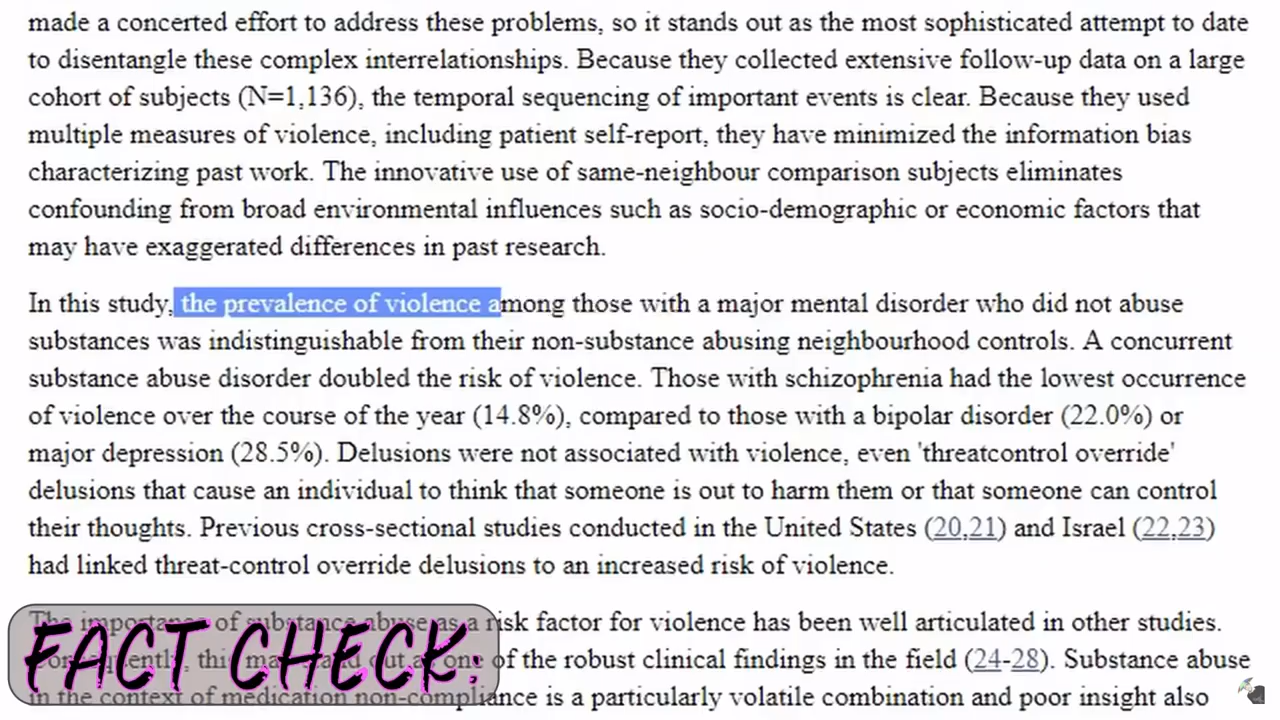 made a concerted effort to address these problems, so it stands out as the most sophisticated attempt to date
to disentangle these complex interrelationships. Because they collected extensive follow-up data on a large
cohort of subjects (N=1,136), the temporal sequencing of important events is clear. Because they used
multiple measures of violence, including patient self-report, they have minimized the information bias
characterizing past work. The innovative use of same-neighbour comparison subjects eliminates
confounding from broad environmental influences such as socio-demographic or economic factors that
may have exaggerated differences in past research.
In this study, the prevalence of violence among those with a major mental disorder who did not abuse
substances was indistinguishable from their non-substance abusing neighbourhood controls. A concurrent
substance abuse disorder doubled the risk of violence. Those with schizophrenia had the lowest occurrence
of violence over the course of the year (14.8%), compared to those with a bipolar disorder (22.0%) or
major depression (28.5%). Delusions were not associated with violence, even 'threatcontrol override'
delusions that cause an individual to think that someone is out to harm them or that someone can control
their thoughts. Previous cross-sectional studies conducted in the United States (20,21) and Israel (22,23)
had linked threat-control override delusions to an increased risk of violence.
The importance of substance abuse as a risk factor for violence has been well articulated in other studies.
FACT CHECK:
of the robust clinical findings in the field (24-28). Substance abuse
in the context of medication non-compliance is a particularly volatile combination and poor insight also